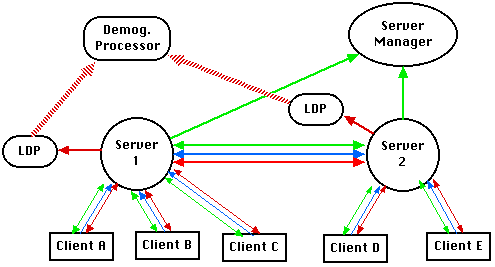 Demog.
Processor
Server
Manager
LDP
LDP
Server
1
Server
2
Client A
Client B
Client C
Client D
Client E